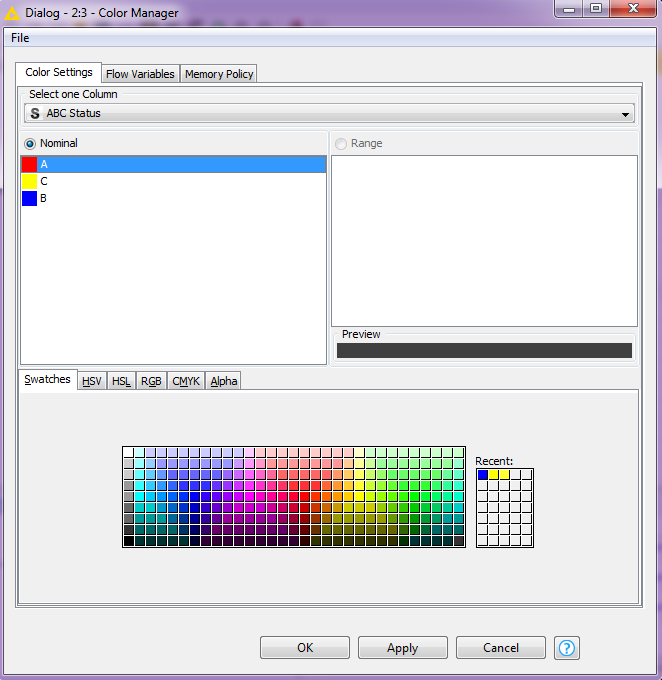 Dialog - 2:3 - Color Manager
File
Color Settings Flow Variables Memory Policy
Select one Column
S ABC Status
Nominal Range
A
C
B
Preview
Swatches HSV HSL RGB CMYK Alpha
Recent:
OK Apply Cancel ?